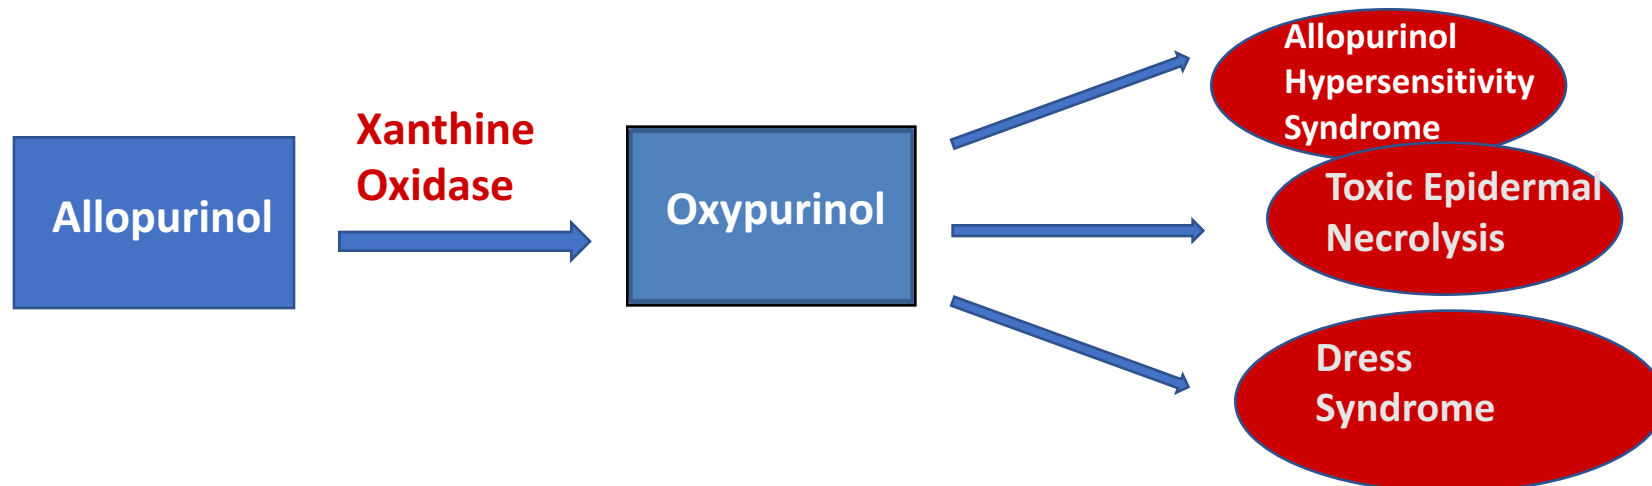 Allopurinol
Xanthine
Oxidase
Oxypurinol
Allopurinol
Hypersensitivity
Syndrome
Toxic Epidermal
Necrolysis
Dress
Syndrome